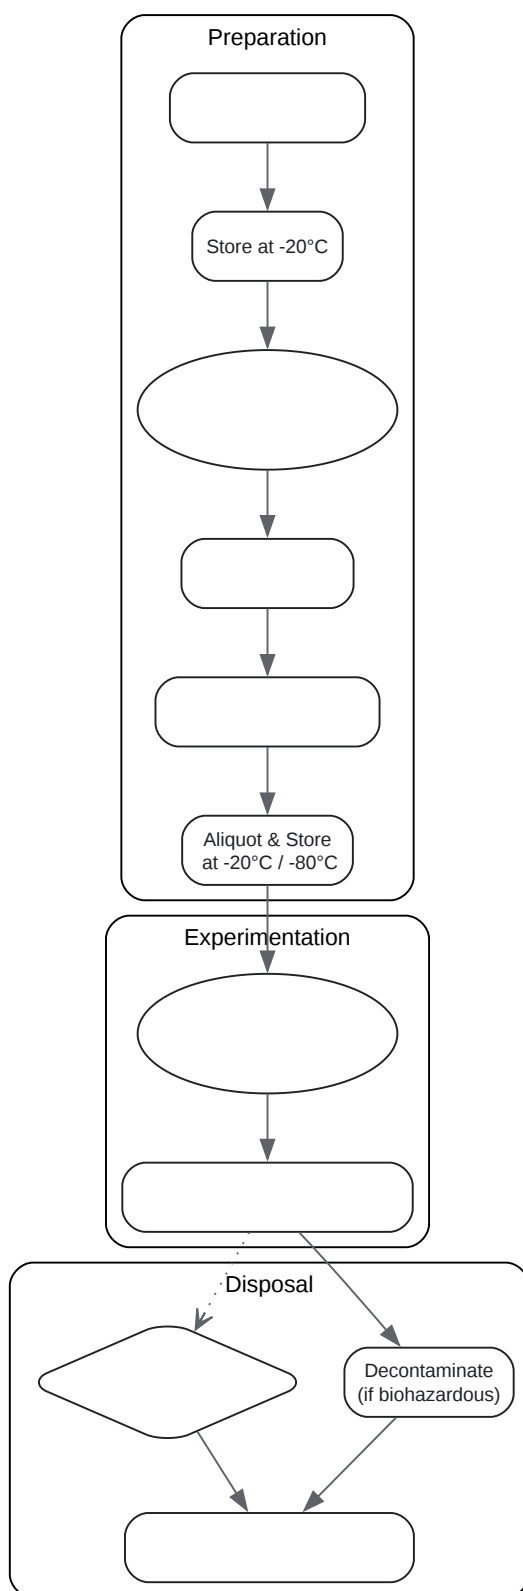 Preparation
Store at -20°C
Aliquot & Store
at -20°C / -80°C
Experimentation
Disposal
Decontaminate
(if biohazardous)